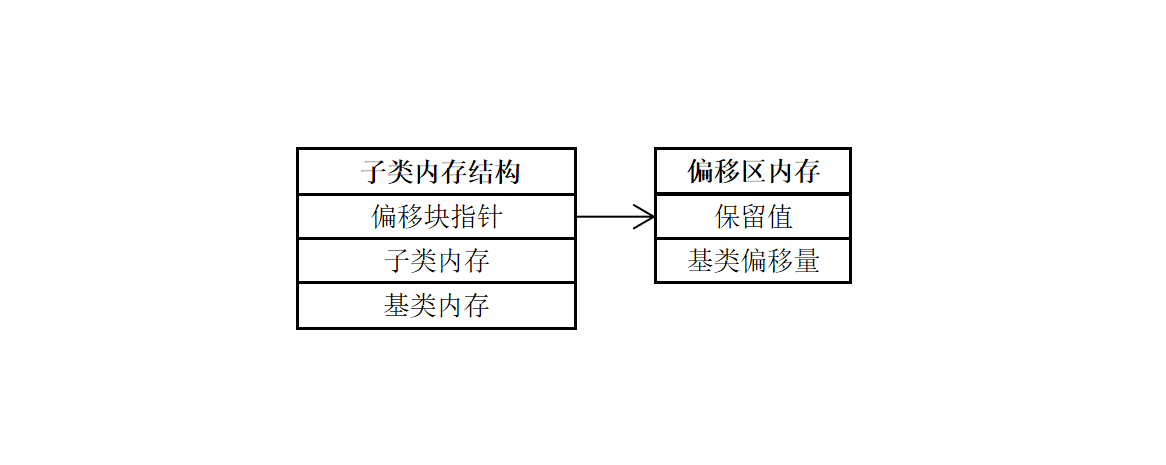 子类内存结构
偏移块指针
子类内存
基类内存
偏移区内存
保留值
基类偏移量